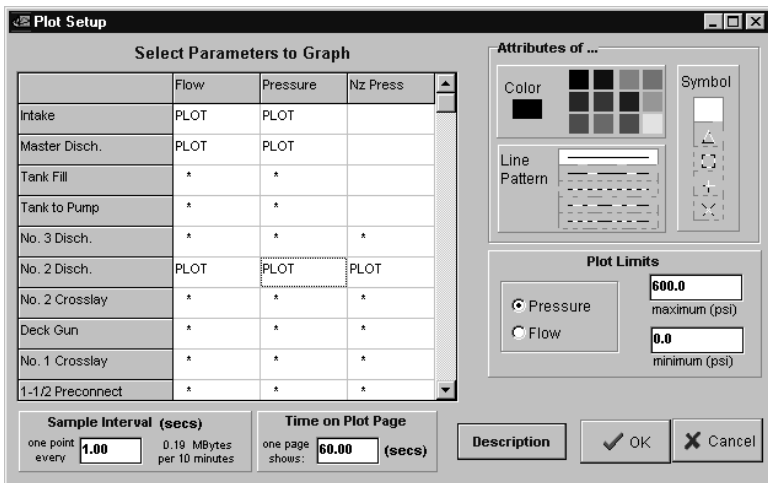 Plot Setup
Select Parameters to Graph
Flow Pressure Nz Press
Intake PLOT PLOT
Master Disch. PLOT PLOT
Tank Fill * *
Tank to Pump * *
No. 3 Disch. * * *
No. 2 Disch. PLOT PLOT PLOT
No. 2 Crosslay * * *
Deck Gun * * *
No. 1 Crosslay * * *
1-1/2 Preconnect * * *
Sample Interval (secs)
one point every 1.00 0.19 MBytes per 10 minutes
Time on Plot Page
one page shows: 60.00 (secs)
Attributes of ...
Color
Symbol
Line Pattern
Plot Limits
Pressure
Flow
600.0
maximum (psi)
0.0
minimum (psi)
Description
OK
Cancel